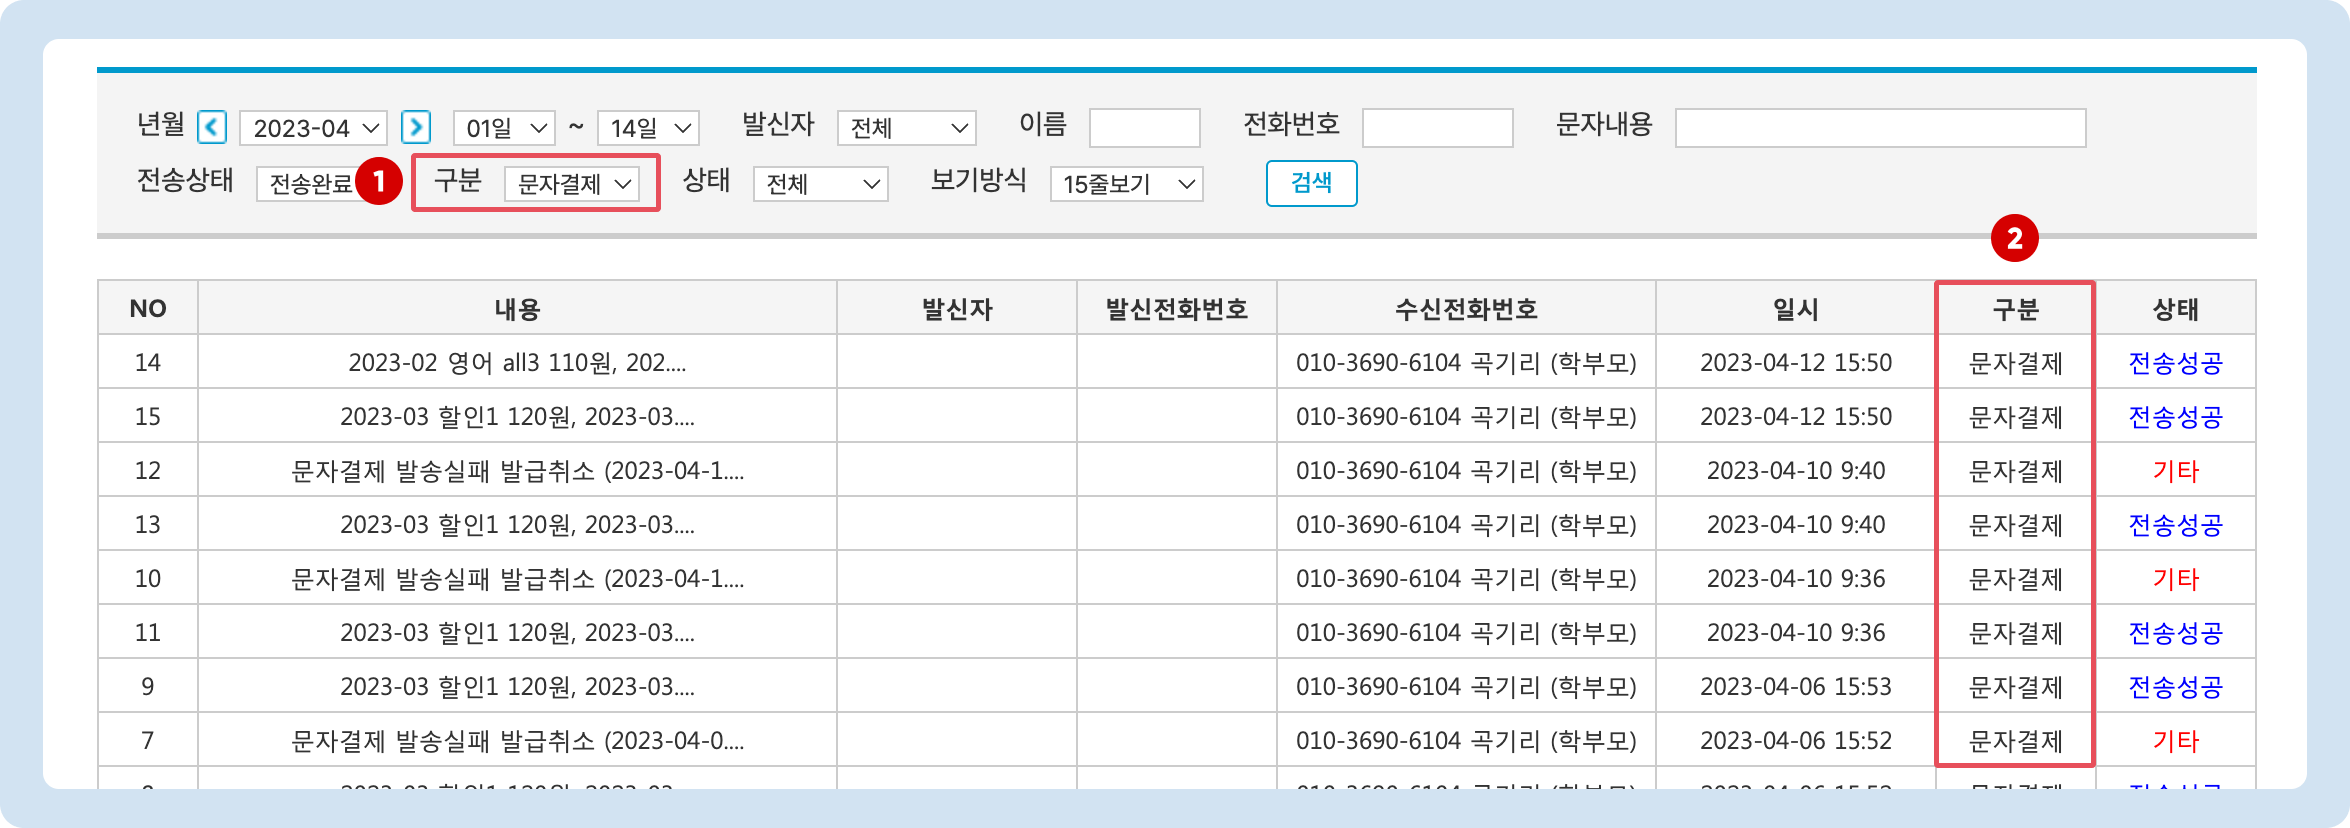 년월 2023-04 01일 ~ 14일 발신자 전체 이름 전화번호 문자내용
전송상태 전송완료 1 구분 문자결제 상태 전체 보기방식 15줄보기 검색
2
NO 내용 발신자 발신전화번호 수신전화번호 일시 구분 상태
14 2023-02 영어 all3 110원, 202.... 010-3690-6104 곡기리 (학부모) 2023-04-12 15:50 문자결제 전송성공
15 2023-03 할인1 120원, 2023-03.... 010-3690-6104 곡기리 (학부모) 2023-04-12 15:50 문자결제 전송성공
12 문자결제 발송실패 발급취소 (2023-04-1.... 010-3690-6104 곡기리 (학부모) 2023-04-10 9:40 문자결제 기타
13 2023-03 할인1 120원, 2023-03.... 010-3690-6104 곡기리 (학부모) 2023-04-10 9:40 문자결제 전송성공
10 문자결제 발송실패 발급취소 (2023-04-1.... 010-3690-6104 곡기리 (학부모) 2023-04-10 9:36 문자결제 기타
11 2023-03 할인1 120원, 2023-03.... 010-3690-6104 곡기리 (학부모) 2023-04-10 9:36 문자결제 전송성공
9 2023-03 할인1 120원, 2023-03.... 010-3690-6104 곡기리 (학부모) 2023-04-06 15:53 문자결제 전송성공
7 문자결제 발송실패 발급취소 (2023-04-0.... 010-3690-6104 곡기리 (학부모) 2023-04-06 15:52 문자결제 기타